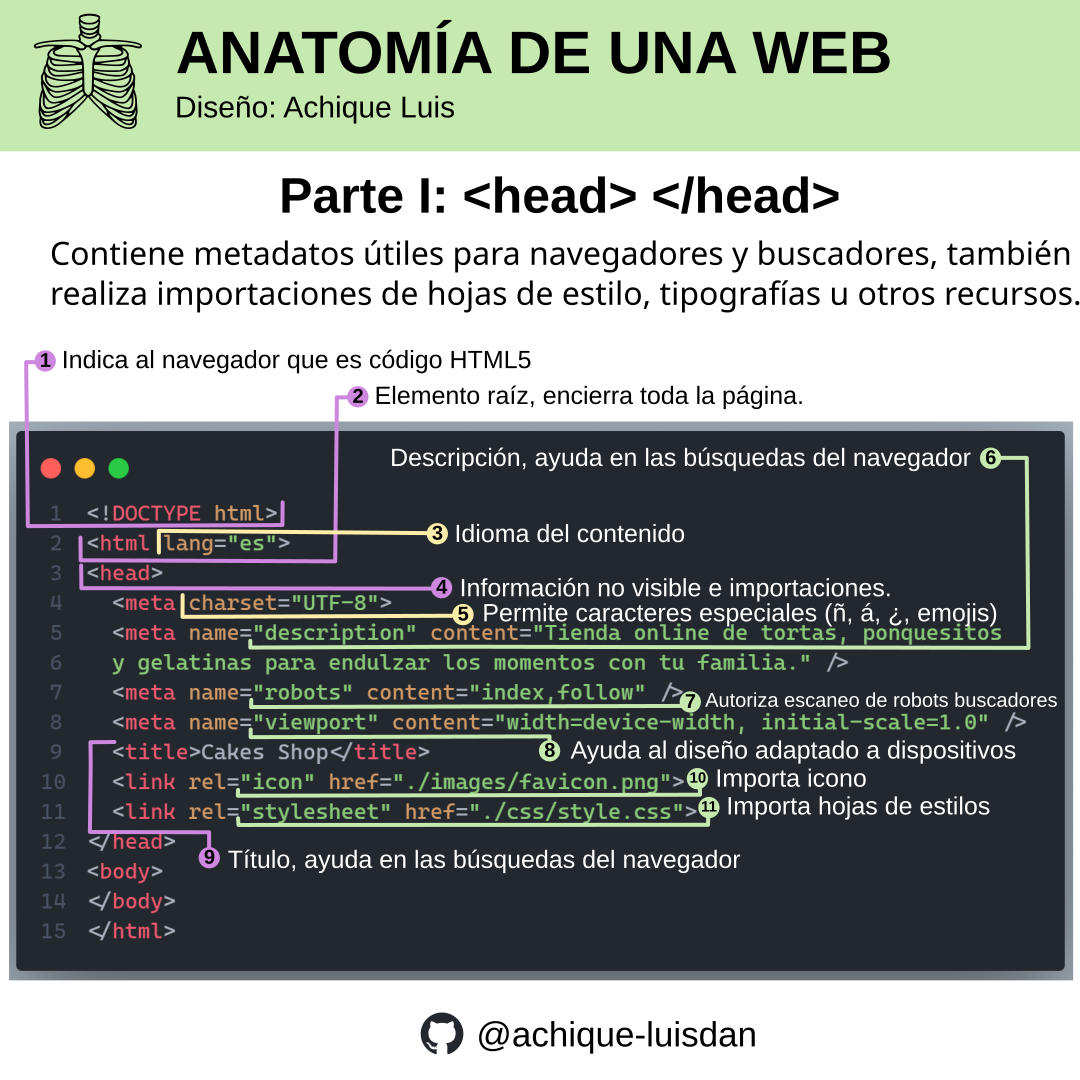 ANATOMÍA DE UNA WEB
Diseño: Achique Luis
Parte I: <head> </head>
Contiene metadatos útiles para navegadores y buscadores, también
realiza importaciones de hojas de estilo, tipografías u otros recursos.
1 Indica al navegador que es código HTML5
2 Elemento raíz, encierra toda la página.
Descripción, ayuda en las búsquedas del navegador 6
1 <!DOCTYPE html>
3 Idioma del contenido
2 <html lang="es">
3 <head>
4 Información no visible e importaciones.
4 <meta charset="UTF-8">
5 Permite caracteres especiales (ñ, á, ¿, emojis)
5 <meta name="description" content="Tienda online de tortas, ponquesitos
6 y gelatinas para endulzar los momentos con tu familia." />
7 <meta name="robots" content="index,follow" />
7 Autoriza escaneo de robots buscadores
8 <meta name="viewport" content="width=device-width, initial-scale=1.0" />
9 <title>Cakes Shop</title>
8 Ayuda al diseño adaptado a dispositivos
10 <link rel="icon" href="./images/favicon.png">
10 Importa icono
11 <link rel="stylesheet" href="./css/style.css">
11 Importa hojas de estilos
12 </head>
9 Título, ayuda en las búsquedas del navegador
13 <body>
14 </body>
15 </html>
@achique-luisdan